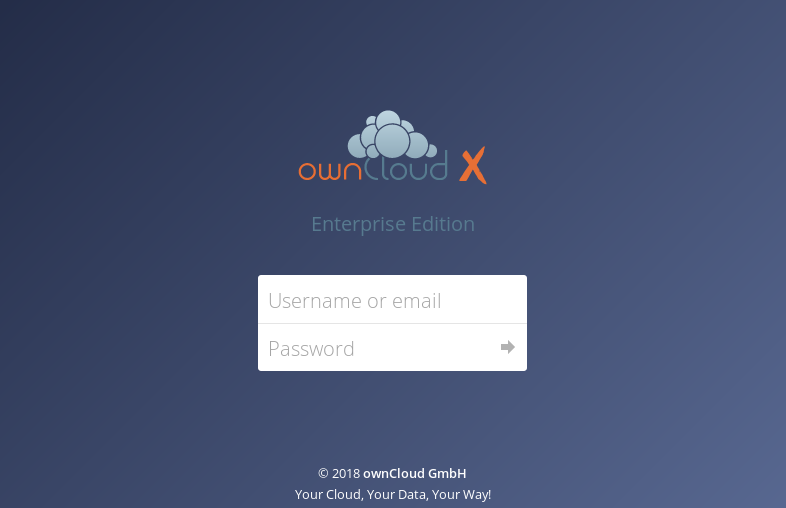 ownCloud X
Enterprise Edition
Username or email
Password
© 2018 ownCloud GmbH
Your Cloud, Your Data, Your Way!